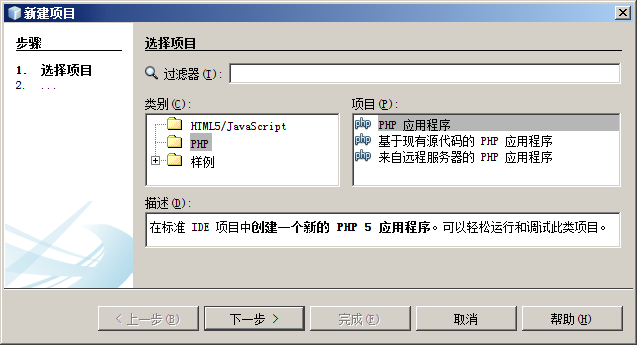 新建项目
步骤
1. 选择项目
2. ...
选择项目
过滤器(I):
类别(C):
HTML5/JavaScript
PHP
样例
项目(P):
php PHP 应用程序
php 基于现有源代码的 PHP 应用程序
php 来自远程服务器的 PHP 应用程序
描述(D):
在标准 IDE 项目中创建一个新的 PHP 5 应用程序。可以轻松运行和调试此类项目。
< 上一步(B)
下一步 >
完成(F)
取消
帮助(H)